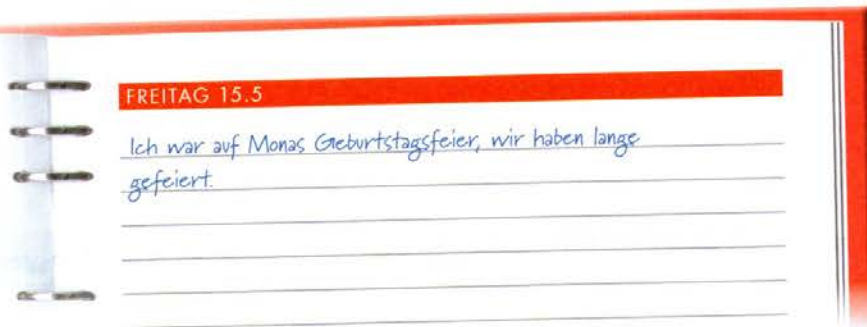 FREITAG 15.5
Ich war auf Monas Geburtstagsfeier, wir haben lange
gefeiert.